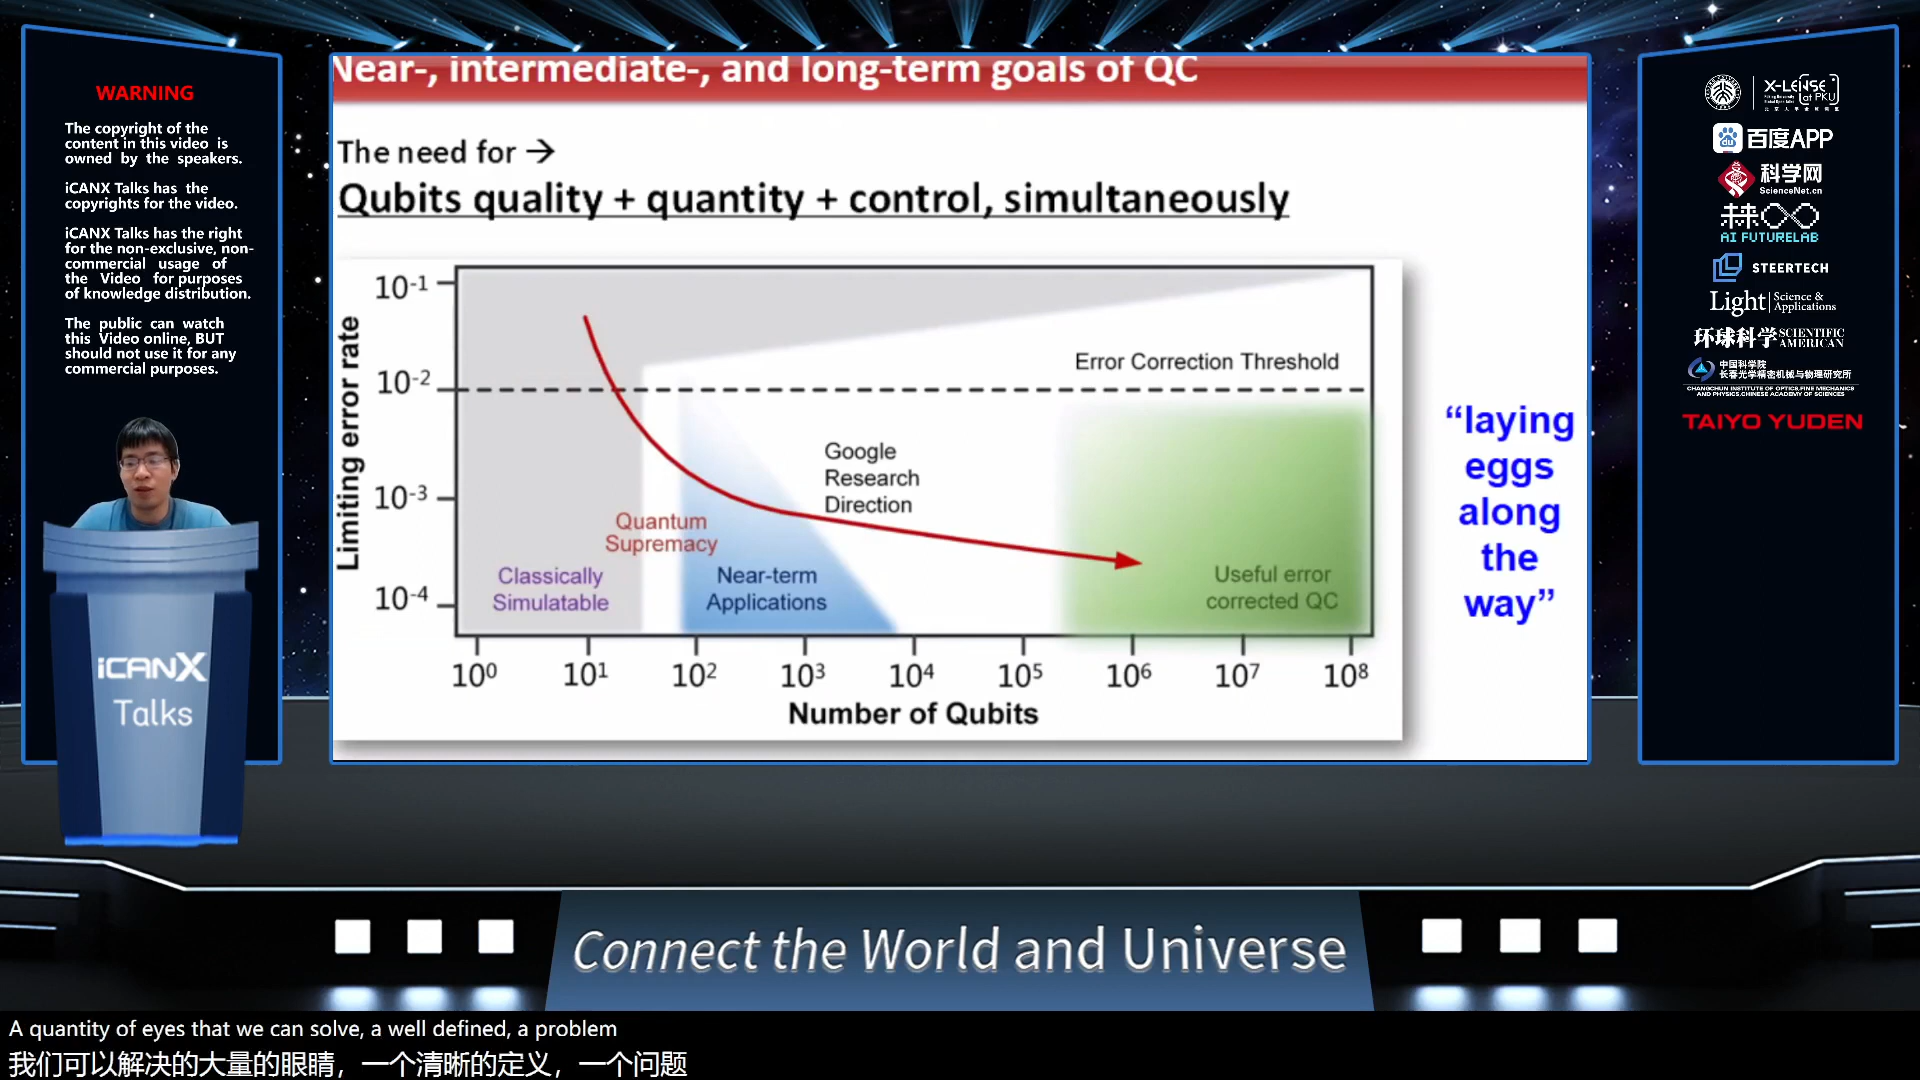 WARNING
The copyright of the
content in this video is
owned by the speakers.
iCANX Talks has the
copyrights for the video.
iCANX Talks has the right
for the non-exclusive, non-
commercial usage of
the Video for purposes
of knowledge distribution.
The public can watch
this Video online, BUT
should not use it for any
commercial purposes.
iCANX
Talks
Near-, intermediate-, and long-term goals of QC
The need for →
Qubits quality + quantity + control, simultaneously
Limiting error rate
10-1
10-2
10-3
10-4
Error Correction Threshold
Google
Research
Direction
Quantum
Supremacy
Classically
Simulatable
Near-term
Applications
Useful error
corrected QC
10⁰ 10¹ 10² 10³ 10⁴ 10⁵ 10⁶ 10⁷ 10⁸
Number of Qubits
“laying
eggs
along
the
way”
X-LENSE
at PKU
百度APP
du
科学网
ScienceNet.cn
AI FUTURELAB
STEERTECH
Light Science &
Applications
环球科学 SCIENTIFIC
AMERICAN
中国科学院
长春光学精密机械与物理研究所
CHANGCHUN INSTITUTE OF OPTICS,FINE MECHANICS
AND PHYSICS,CHINESE ACADEMY OF SCIENCES
TAIYO YUDEN
Connect the World and Universe
A quantity of eyes that we can solve, a well defined, a problem
我们可以解决的大量的眼睛，一个清晰的定义，一个问题